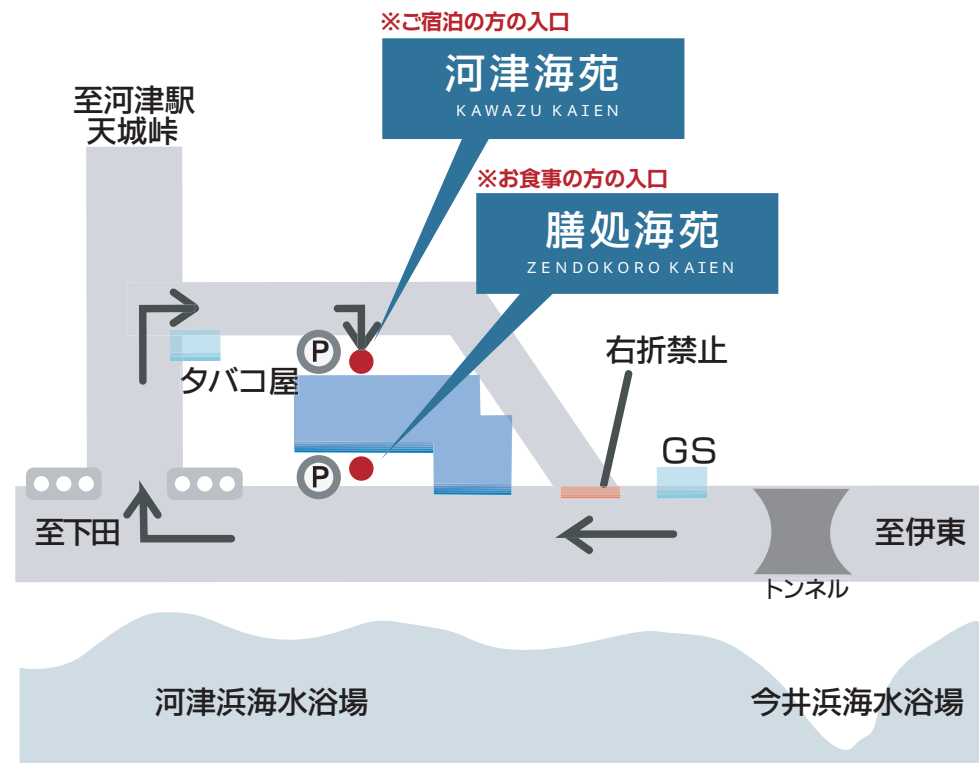 ※ご宿泊の方の入口
河津海苑
KAWAZU KAIEN
至河津駅
天城峠
※お食事の方の入口
膳処海苑
ZENDOKORO KAIEN
P
タバコ屋
右折禁止
GS
P
至下田
至伊東
トンネル
河津浜海水浴場
今井浜海水浴場